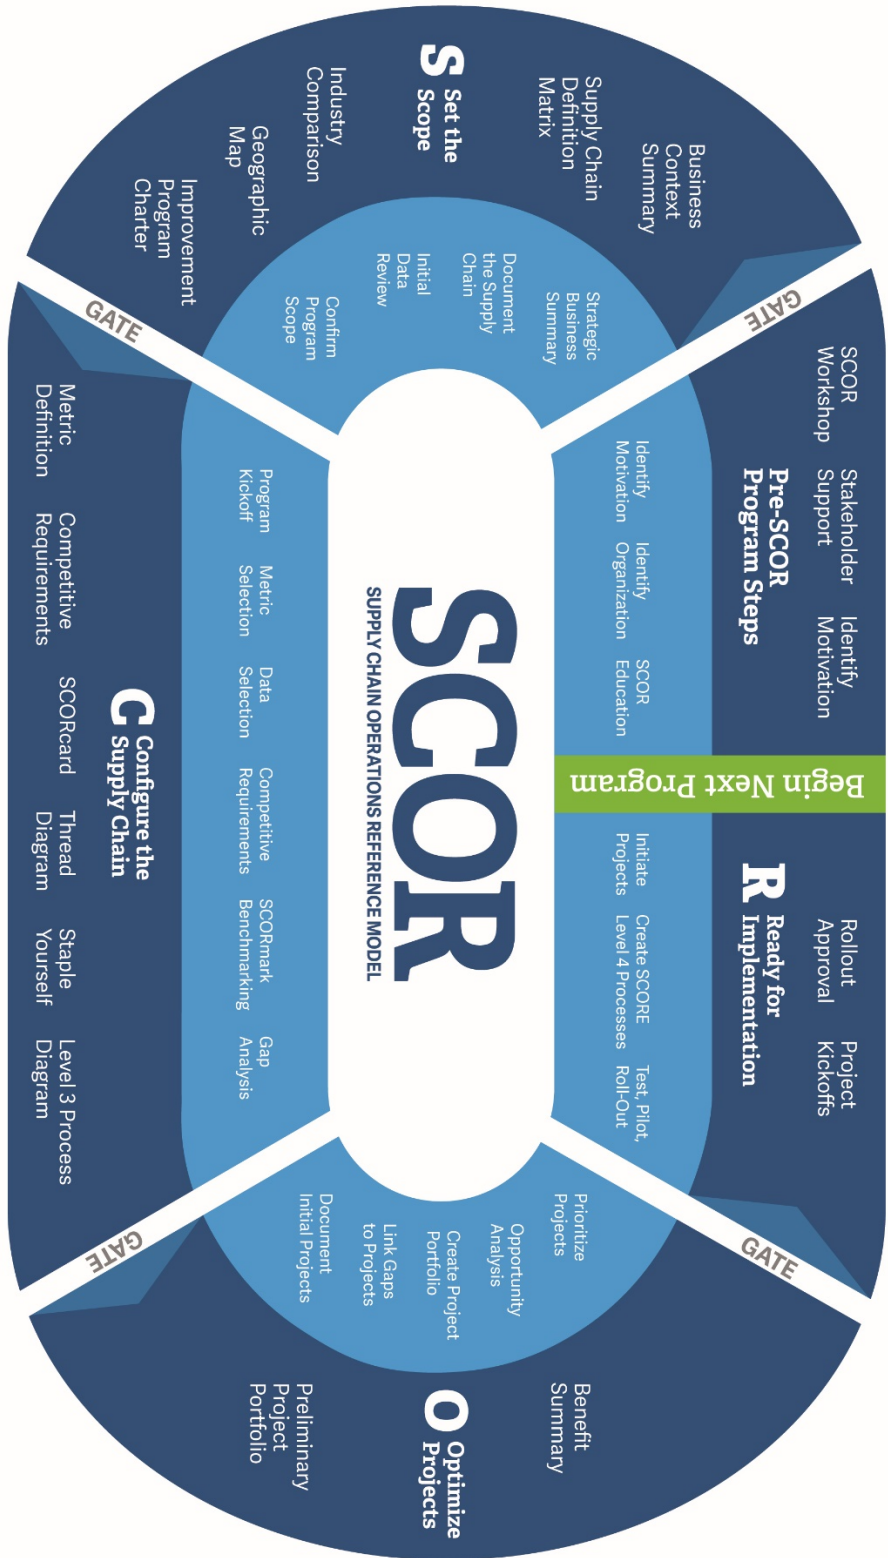 SCOR
Workshop
Stakeholder
Support
Identify
Motivation
Pre-SCOR
Program Steps
Identify
Motivation
Identify
Organization
SCOR
Education
GATE
Business
Context
Summary
Supply Chain
Definition
Matrix
S Set the
Scope
Industry
Comparison
Geographic
Map
Improvement
Program
Charter
Strategic
Business
Summary
Document
the Supply
Chain
Initial
Data
Review
Confirm
Program
Scope
GATE
SCOR
SUPPLY CHAIN OPERATIONS REFERENCE MODEL
Program
Kickoff
Metric
Selection
Data
Selection
Competitive
Requirements
SCORmark
Benchmarking
Gap
Analysis
C Configure the
Supply Chain
Metric
Definition
Competitive
Requirements
SCORcard
Thread
Diagram
Staple
Yourself
Level 3 Process
Diagram
GATE
Prioritize
Projects
Opportunity
Analysis
Create Project
Portfolio
Link Gaps
to Projects
Document
Initial Projects
Benefit
Summary
O Optimize
Projects
Preliminary
Project
Portfolio
GATE
Rollout
Approval
Project
Kickoffs
R Ready for
Implementation
Initiate
Projects
Create SCORE
Level 4 Processes
Test, Pilot,
Roll-Out
Begin Next Program